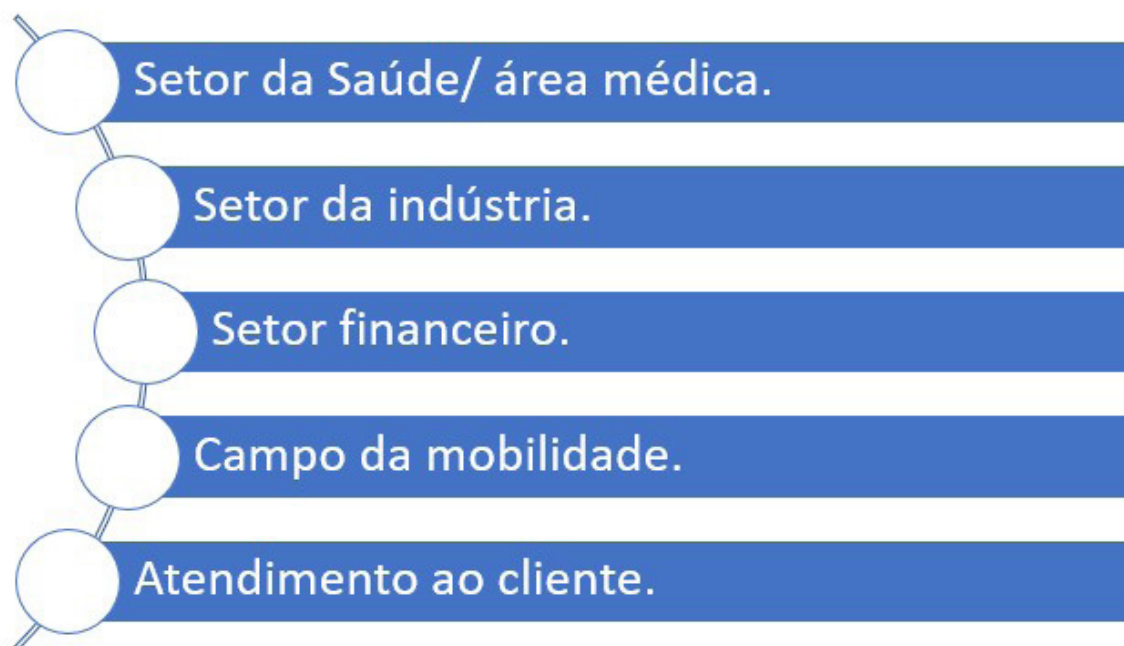 Setor da Saúde/ área médica.
Setor da indústria.
Setor financeiro.
Campo da mobilidade.
Atendimento ao cliente.